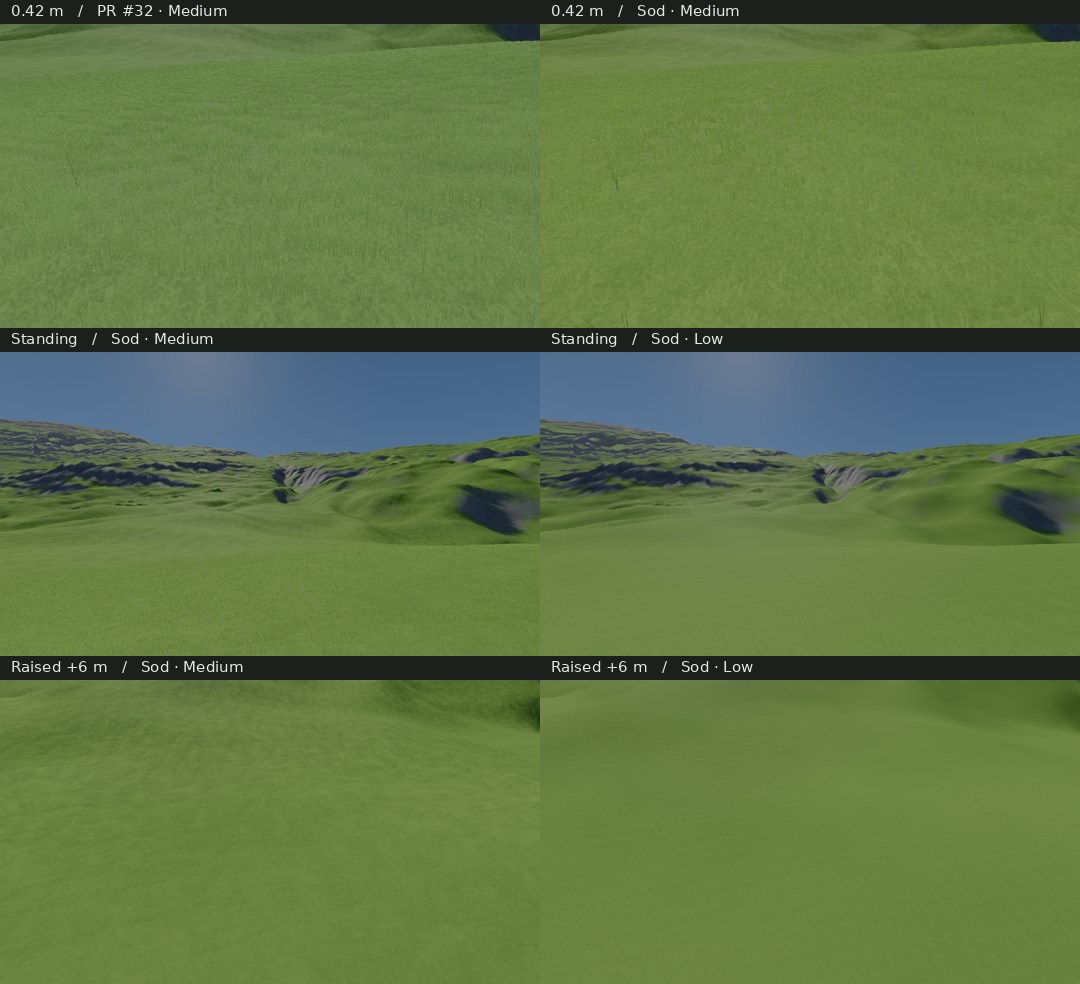 0.42 m / PR #32 · Medium
0.42 m / Sod · Medium
Standing / Sod · Medium
Standing / Sod · Low
Raised +6 m / Sod · Medium
Raised +6 m / Sod · Low